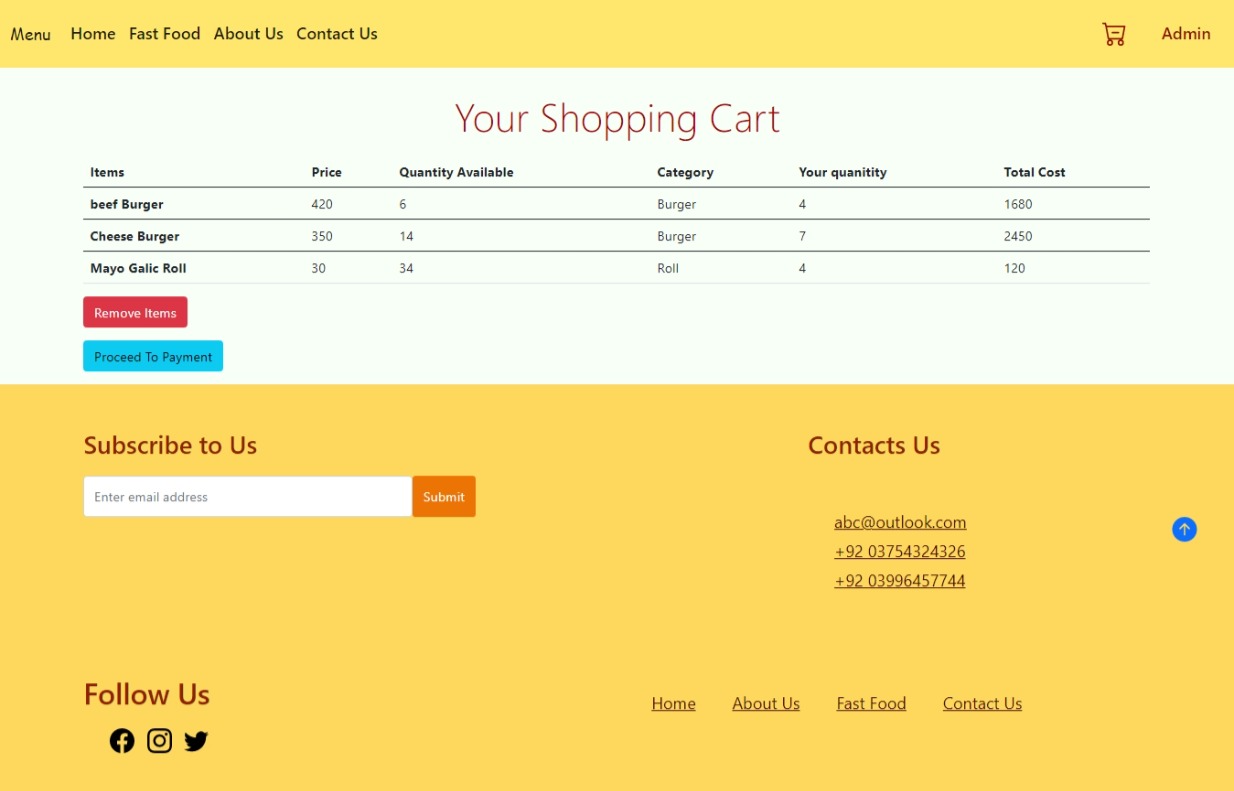 Menu Home Fast Food About Us Contact Us Admin
Your Shopping Cart
Items Price Quantity Available Category Your quanitity Total Cost
beef Burger 420 6 Burger 4 1680
Cheese Burger 350 14 Burger 7 2450
Mayo Galic Roll 30 34 Roll 4 120
Remove Items
Proceed To Payment
Subscribe to Us
Enter email address Submit
Contacts Us
abc@outlook.com
+92 03754324326
+92 03996457744
Follow Us
Home About Us Fast Food Contact Us